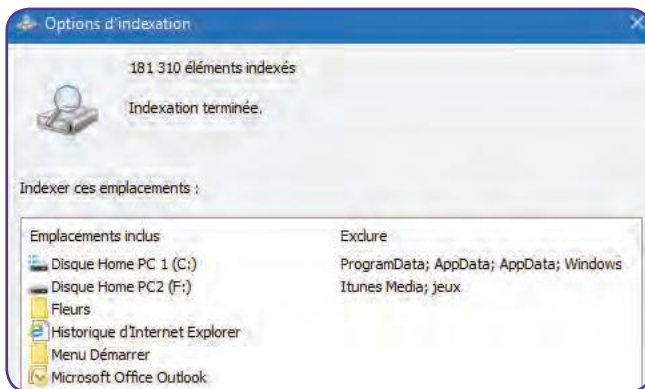 Options d'indexation
181 310 éléments indexés
Indexation terminée.
Indexer ces emplacements :
Emplacements inclus Exclure
Disque Home PC 1 (C:) ProgramData; AppData; AppData; Windows
Disque Home PC2 (F:) Itunes Media; jeux
Fleurs
Historique d'Internet Explorer
Menu Démarrer
Microsoft Office Outlook